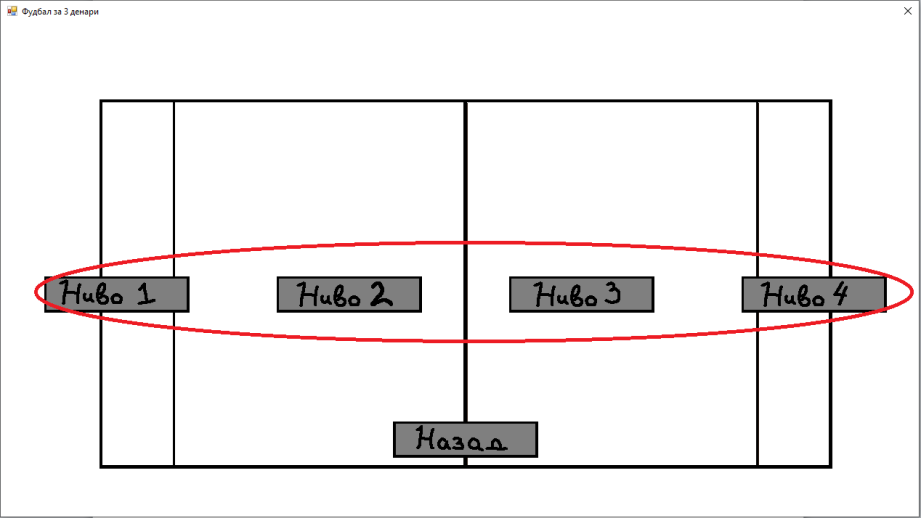 Фудбал за 3 денари
Ниво 1
Ниво 2
Ниво 3
Ниво 4
Назад